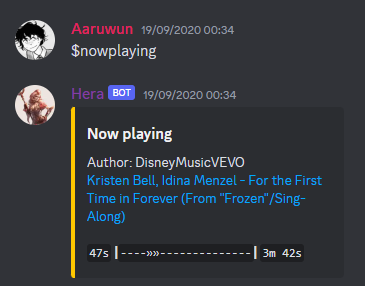 Aaruwun 19/09/2020 00:34
$nowplaying
Hera BOT 19/09/2020 00:34
Now playing
Author: DisneyMusicVEVO
Kristen Bell, Idina Menzel - For the First
Time in Forever (From "Frozen"/Sing-
Along)
47s |----»»--------------| 3m 42s